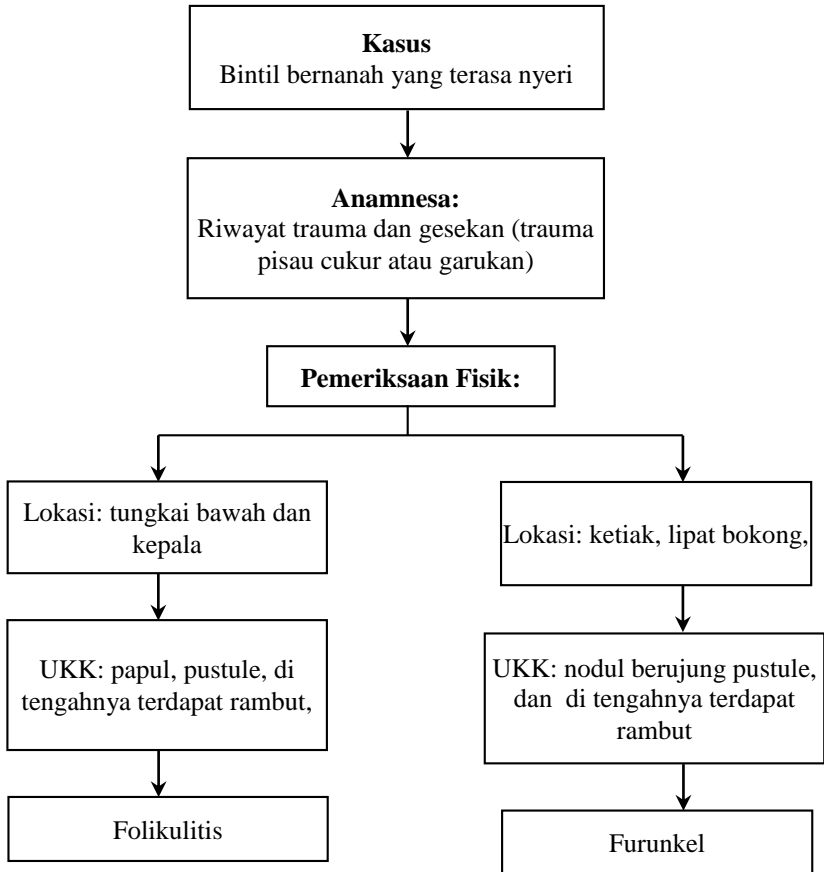 Kasus
Bintil bernanah yang terasa nyeri
Anamnesa:
Riwayat trauma dan gesekan (trauma
pisau cukur atau garukan)
Pemeriksaan Fisik:
Lokasi: tungkai bawah dan
kepala
UKK: papul, pustule, di
tengahnya terdapat rambut,
Folikulitis
Lokasi: ketiak, lipat bokong,
UKK: nodul berujung pustule,
dan di tengahnya terdapat
rambut
Furunkel